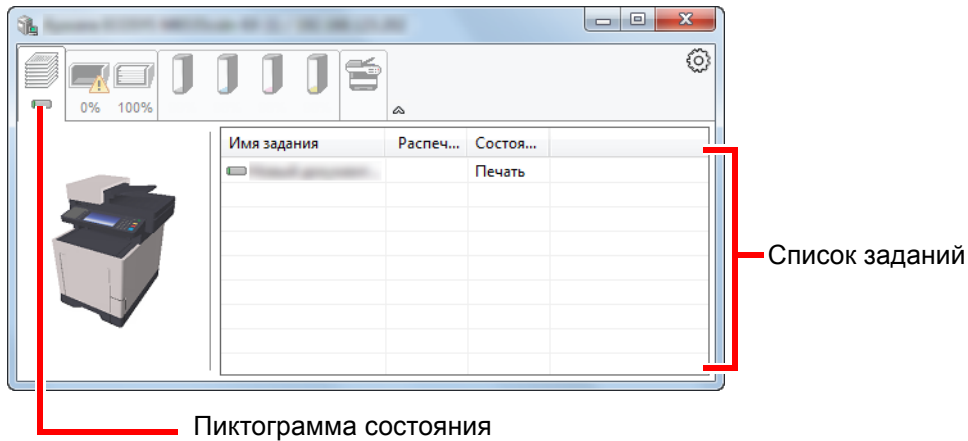 0% 100%
Имя задания Распеч... Состоя...
Печать
Список заданий
Пиктограмма состояния